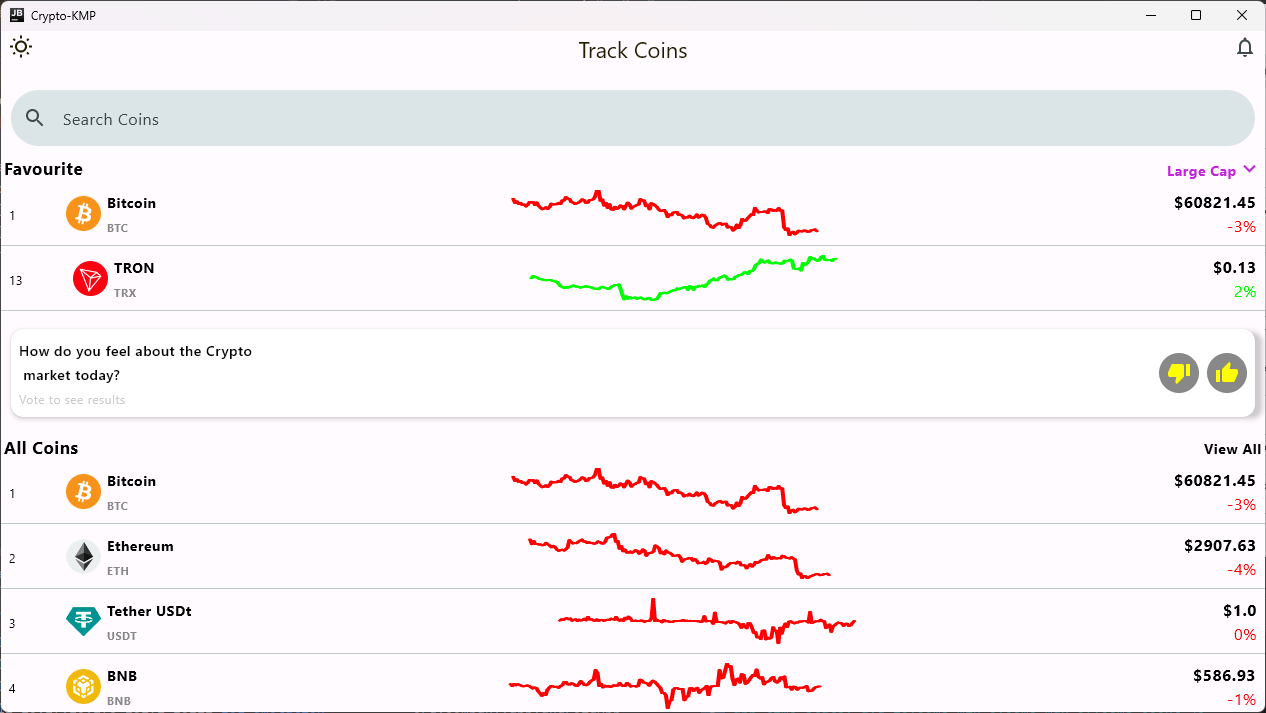 JB Crypto-KMP
Track Coins
Search Coins
Favourite
Large Cap
1
Bitcoin
BTC
$60821.45
-3%
13
TRON
TRX
$0.13
2%
How do you feel about the Crypto
market today?
Vote to see results
All Coins
View All
1
Bitcoin
BTC
$60821.45
-3%
2
Ethereum
ETH
$2907.63
-4%
3
Tether USDt
USDT
$1.0
0%
4
BNB
BNB
$586.93
-1%